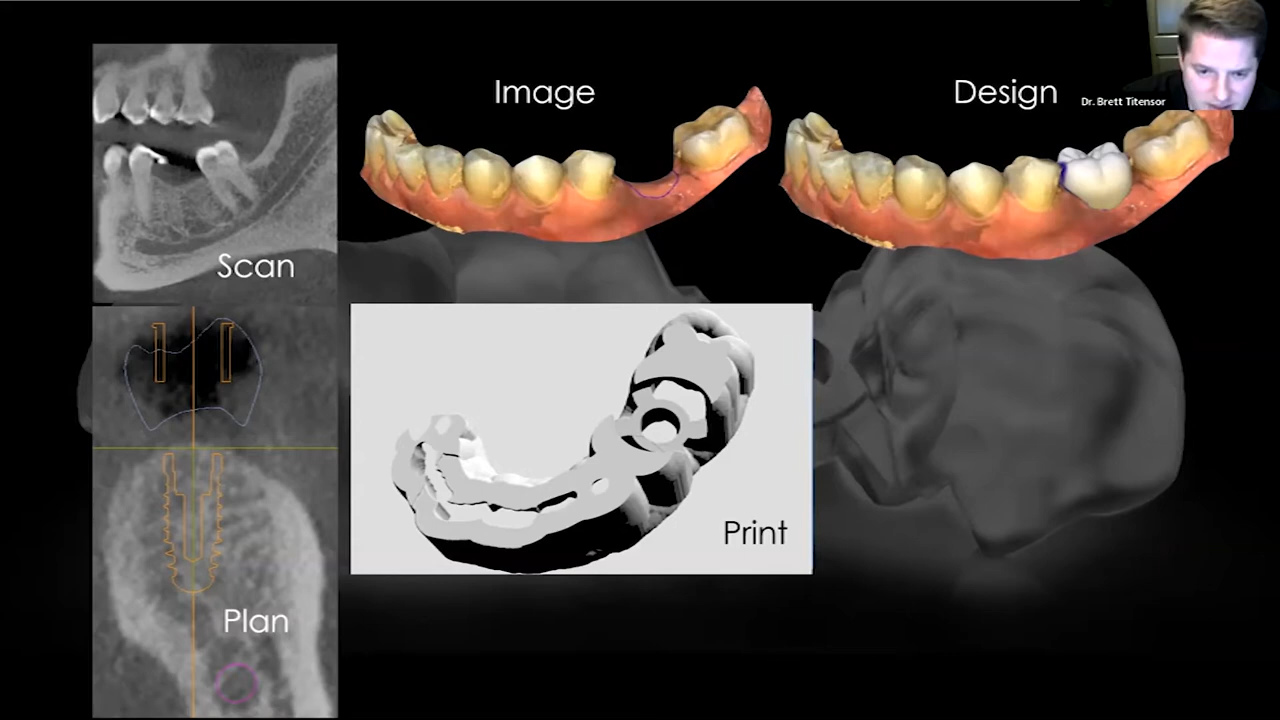 Image
Design
Dr. Brett Titensor
Scan
Print
Plan